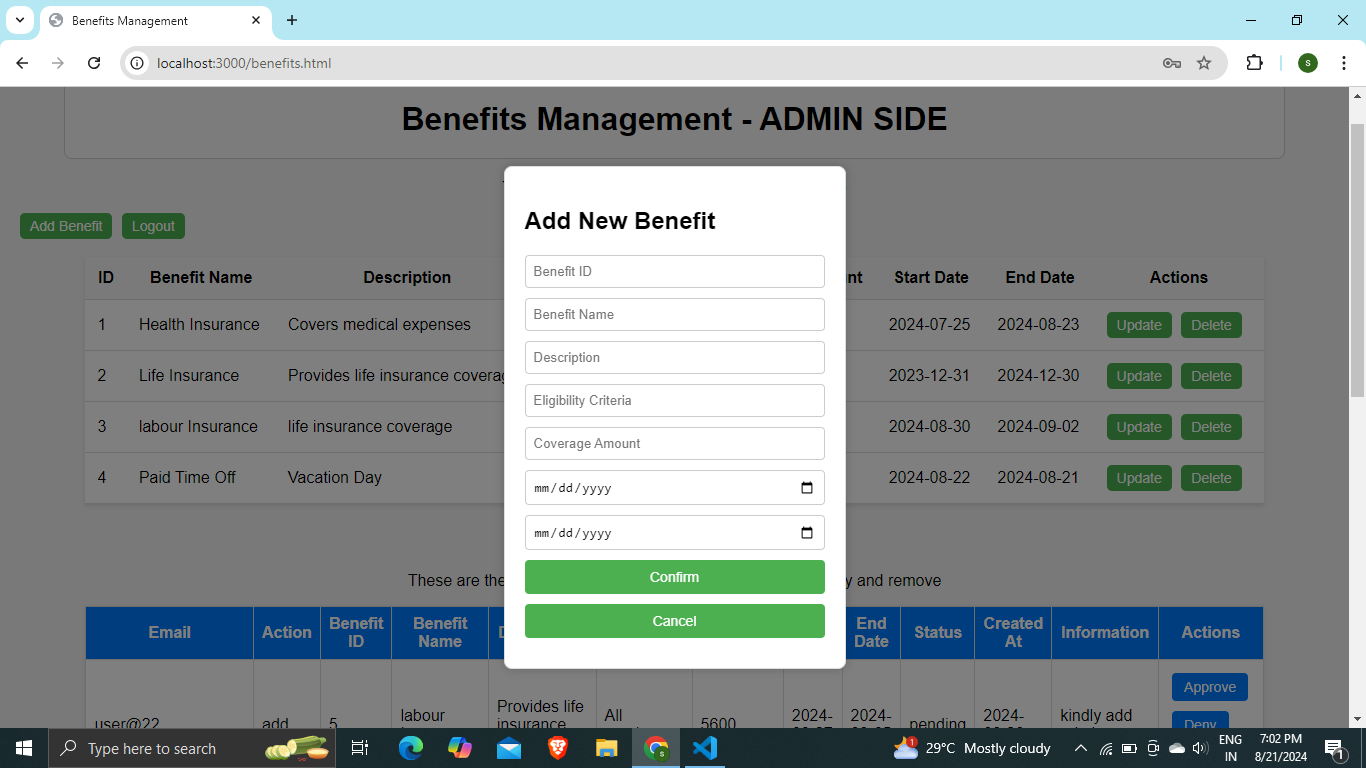 Benefits Management
localhost:3000/benefits.html
s
Benefits Management - ADMIN SIDE
Add New Benefit
Add Benefit Logout
Benefit ID
Benefit Name
Description
Eligibility Criteria
Coverage Amount
mm/dd/yyyy
mm/dd/yyyy
Confirm
Cancel
ID Benefit Name Description nt Start Date End Date Actions
1 Health Insurance Covers medical expenses 2024-07-25 2024-08-23 Update Delete
2 Life Insurance Provides life insurance coverag 2023-12-31 2024-12-30 Update Delete
3 labour Insurance life insurance coverage 2024-08-30 2024-09-02 Update Delete
4 Paid Time Off Vacation Day 2024-08-22 2024-08-21 Update Delete
These are the y and remove
Email Action Benefit ID Benefit Name End Date Status Created At Information Actions
user@22 add 5 labour Provides life insurance All 5600 2024- 2024- pending 2024- kindly add Approve
Deny
Type here to search
1
29°C Mostly cloudy
ENG
IN
7:02 PM
8/21/2024
1